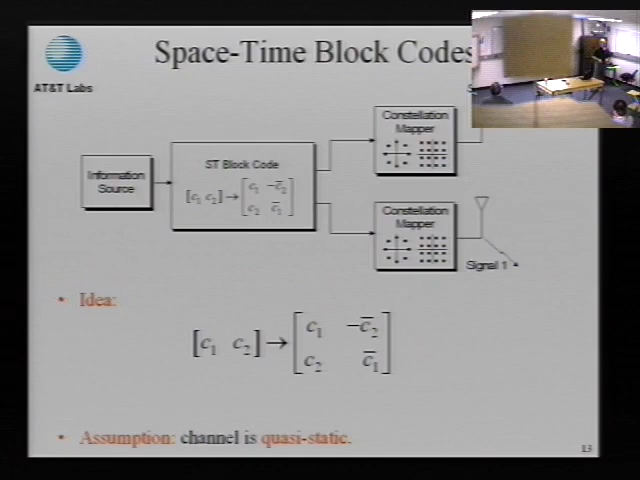 Space-Time Block Codes
AT&T Labs
Constellation
Mapper
Information
Source
ST Block Code
[c₁ c₂] → [c₁ −c̅₂
c₂ c̅₁]
Constellation
Mapper
Signal 1
• Idea:
[c₁ c₂] → [c₁ −c̅₂
c₂ c̅₁]
• Assumption: channel is quasi-static.
13